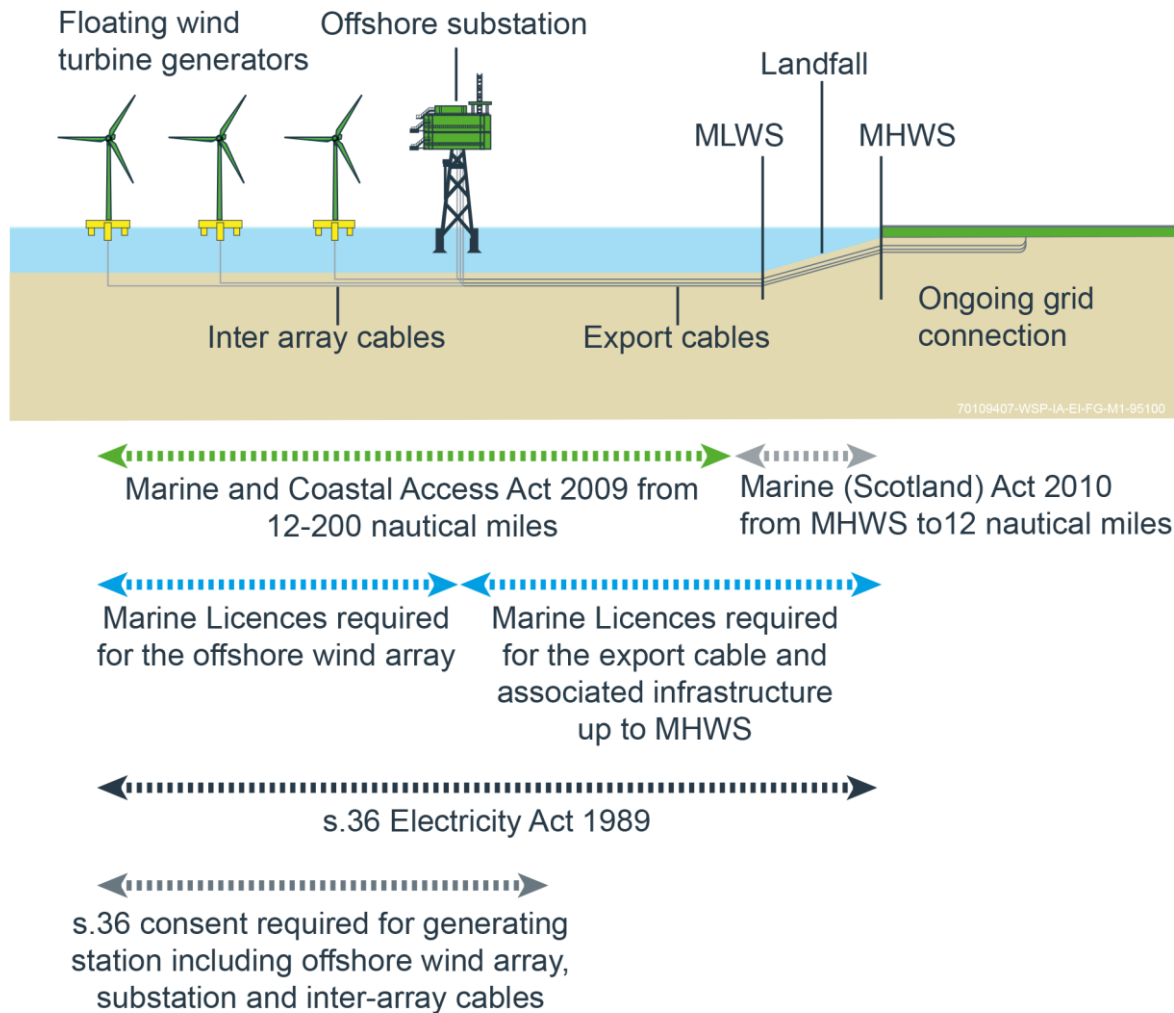 Floating wind
turbine generators
Offshore substation
Landfall
MLWS
MHWS
Inter array cables
Export cables
Ongoing grid
connection
70109407-WSP-IA-EI-FG-M1-95100
Marine and Coastal Access Act 2009 from
12-200 nautical miles
Marine (Scotland) Act 2010
from MHWS to12 nautical miles
Marine Licences required
for the offshore wind array
Marine Licences required
for the export cable and
associated infrastructure
up to MHWS
s.36 Electricity Act 1989
s.36 consent required for generating
station including offshore wind array,
substation and inter-array cables